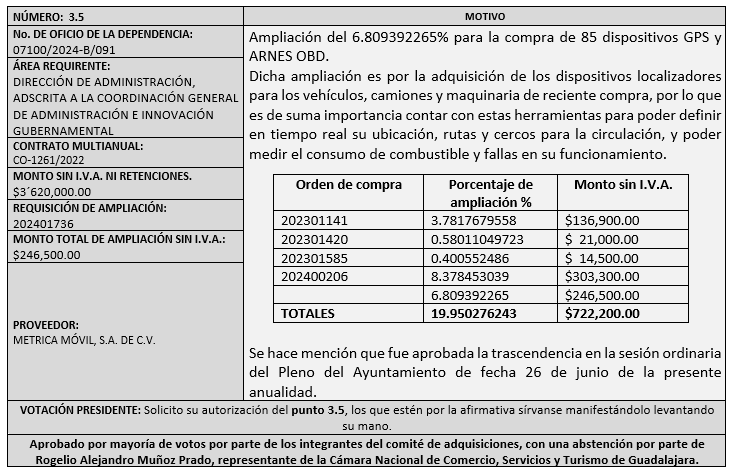 NÚMERO: 3.5
No. DE OFICIO DE LA DEPENDENCIA:
07100/2024-B/091
ÁREA REQUIRENTE:
DIRECCIÓN DE ADMINISTRACIÓN,
ADSCRITA A LA COORDINACIÓN GENERAL
DE ADMINISTRACIÓN E INNOVACIÓN
GUBERNAMENTAL
CONTRATO MULTIANUAL:
CO-1261/2022
MONTO SIN I.V.A. NI RETENCIONES.
$3´620,000.00
REQUISICIÓN DE AMPLIACIÓN:
202401736
MONTO TOTAL DE AMPLIACIÓN SIN I.V.A.:
$246,500.00
PROVEEDOR:
METRICA MÓVIL, S.A. DE C.V.
MOTIVO
Ampliación del 6.809392265% para la compra de 85 dispositivos GPS y
ARNES OBD.
Dicha ampliación es por la adquisición de los dispositivos localizadores
para los vehículos, camiones y maquinaria de reciente compra, por lo que
es de suma importancia contar con estas herramientas para poder definir
en tiempo real su ubicación, rutas y cercos para la circulación, y poder
medir el consumo de combustible y fallas en su funcionamiento.
Orden de compra Porcentaje de ampliación % Monto sin I.V.A.
202301141 3.7817679558 $136,900.00
202301420 0.58011049723 $ 21,000.00
202301585 0.400552486 $ 14,500.00
202400206 8.378453039 $303,300.00
6.809392265 $246,500.00
TOTALES 19.950276243 $722,200.00
Se hace mención que fue aprobada la trascendencia en la sesión ordinaria
del Pleno del Ayuntamiento de fecha 26 de junio de la presente
anualidad.
VOTACIÓN PRESIDENTE: Solicito su autorización del punto 3.5, los que estén por la afirmativa sírvanse manifestándolo levantando
su mano.
Aprobado por mayoría de votos por parte de los integrantes del comité de adquisiciones, con una abstención por parte de
Rogelio Alejandro Muñoz Prado, representante de la Cámara Nacional de Comercio, Servicios y Turismo de Guadalajara.